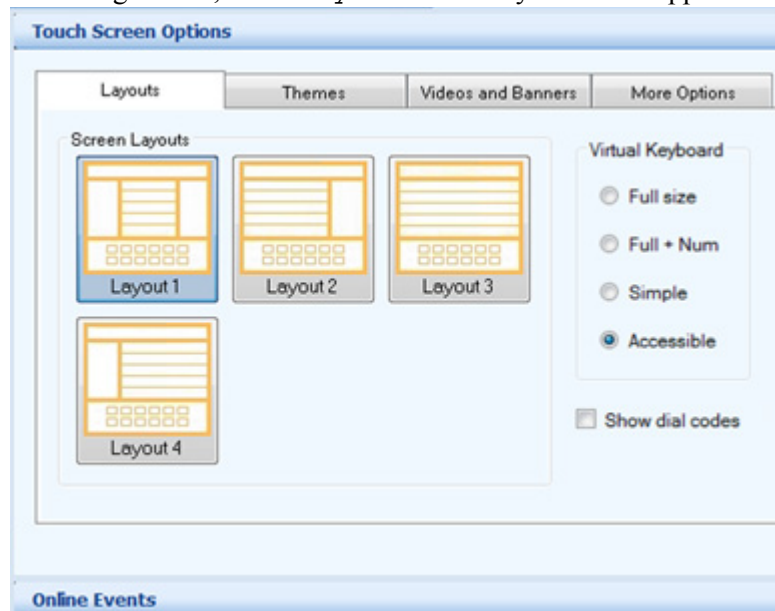 Touch Screen Options
Layouts Themes Videos and Banners More Options
Screen Layouts
Layout 1 Layout 2 Layout 3
Layout 4
Virtual Keyboard
Full size
Full + Num
Simple
Accessible
Show dial codes
Online Events